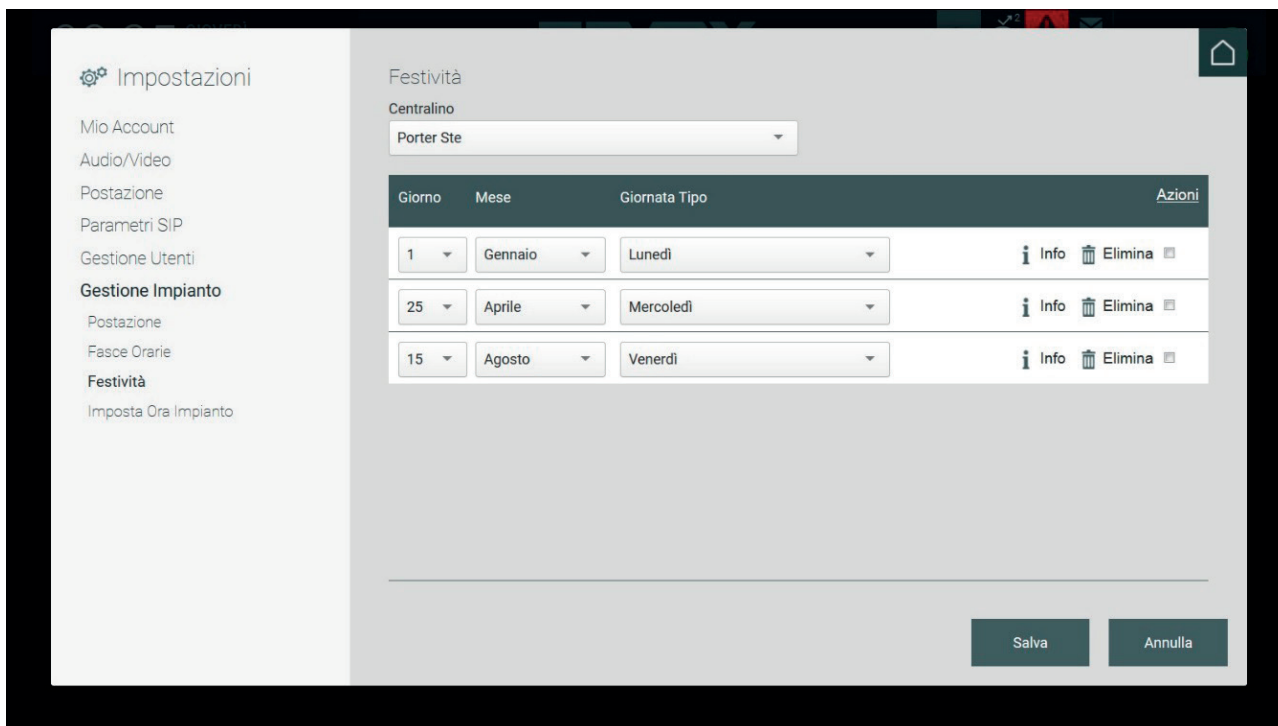 Impostazioni
Mio Account
Audio/Video
Postazione
Parametri SIP
Gestione Utenti
Gestione Impianto
Postazione
Fasce Orarie
Festività
Imposta Ora Impianto
Festività
Centralino
Porter Ste
Giorno Mese Giornata Tipo Azioni
1 Gennaio Lunedì Info Elimina
25 Aprile Mercoledì Info Elimina
15 Agosto Venerdì Info Elimina
Salva Annulla